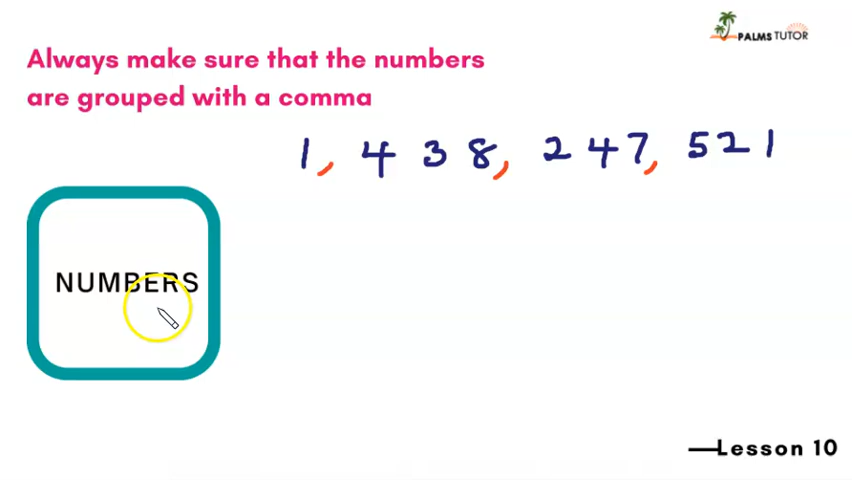 PALMS TUTOR
Always make sure that the numbers
are grouped with a comma
1, 438, 247, 521
NUMBERS
Lesson 10